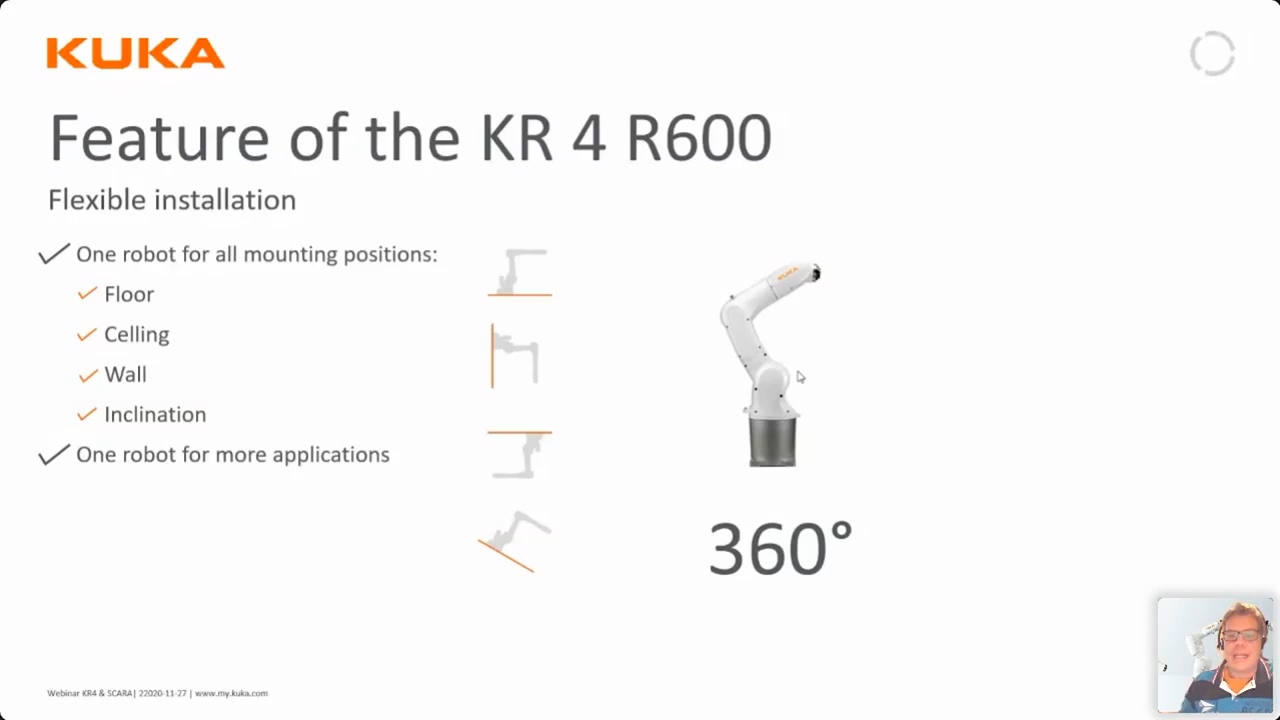 KUKA
Feature of the KR 4 R600
Flexible installation
One robot for all mounting positions:
Floor
Celling
Wall
Inclination
One robot for more applications
KUKA
360°
Webinar KR4 & SCARA| 22020-11-27 | www.my.kuka.com